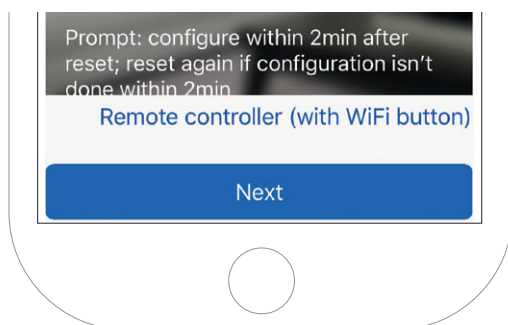 Prompt: configure within 2min after
reset; reset again if configuration isn't
done within 2min
Remote controller (with WiFi button)
Next